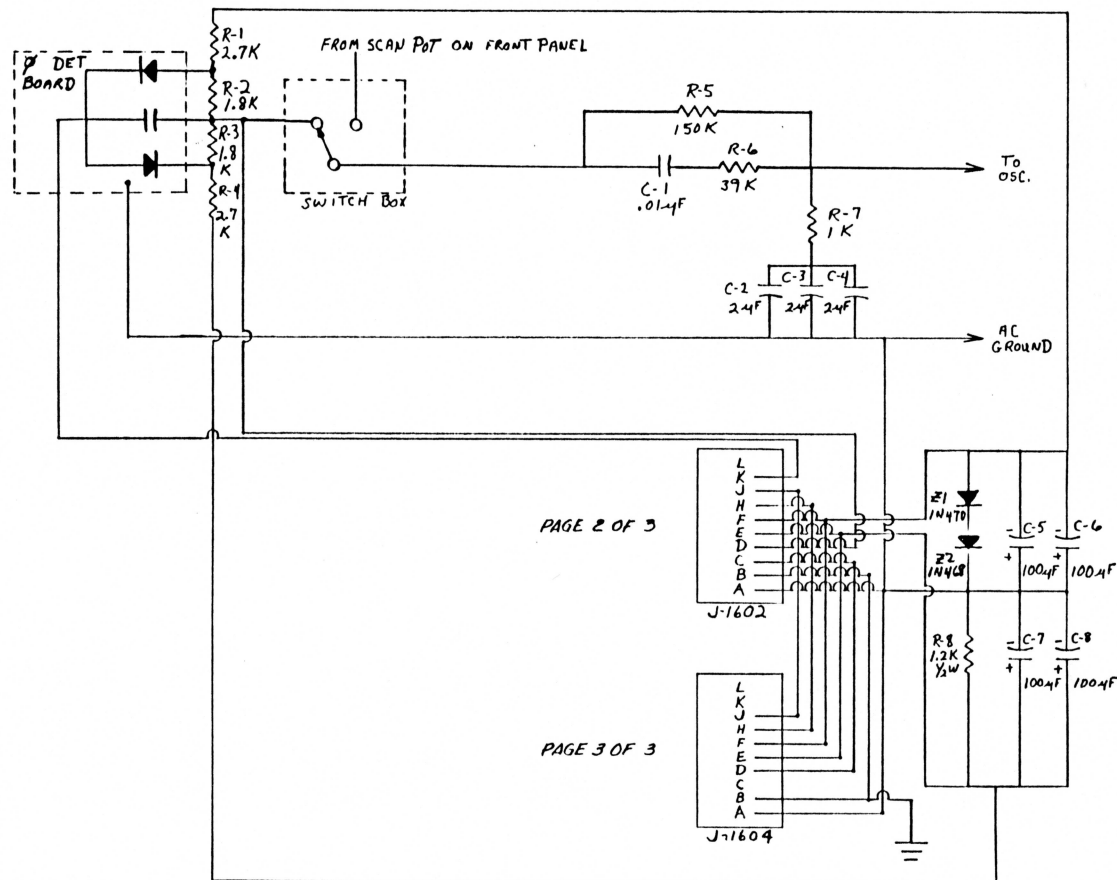 R-1
2.7K
FROM SCAN POT ON FRONT PANEL
Ø DET
BOARD
R-2
1.8K
R-3
1.8
K
R-4
2.7
K
SWITCH BOX
R-5
150K
R-6
39K
C-1
.01µF
TO
OSC.
R-7
1K
C-2
2µF
C-3
2µF
C-4
2µF
AC
GROUND
PAGE 2 OF 3
L
K
J
H
F
E
D
C
B
A
J-1602
Z1
1N470
Z2
1N468
C-5
- +
100µF
C-6
- +
100µF
R-8
1.2K
½W
C-7
- +
100µF
C-8
- +
100µF
PAGE 3 OF 3
L
K
J
H
F
E
D
C
B
A
J-1604